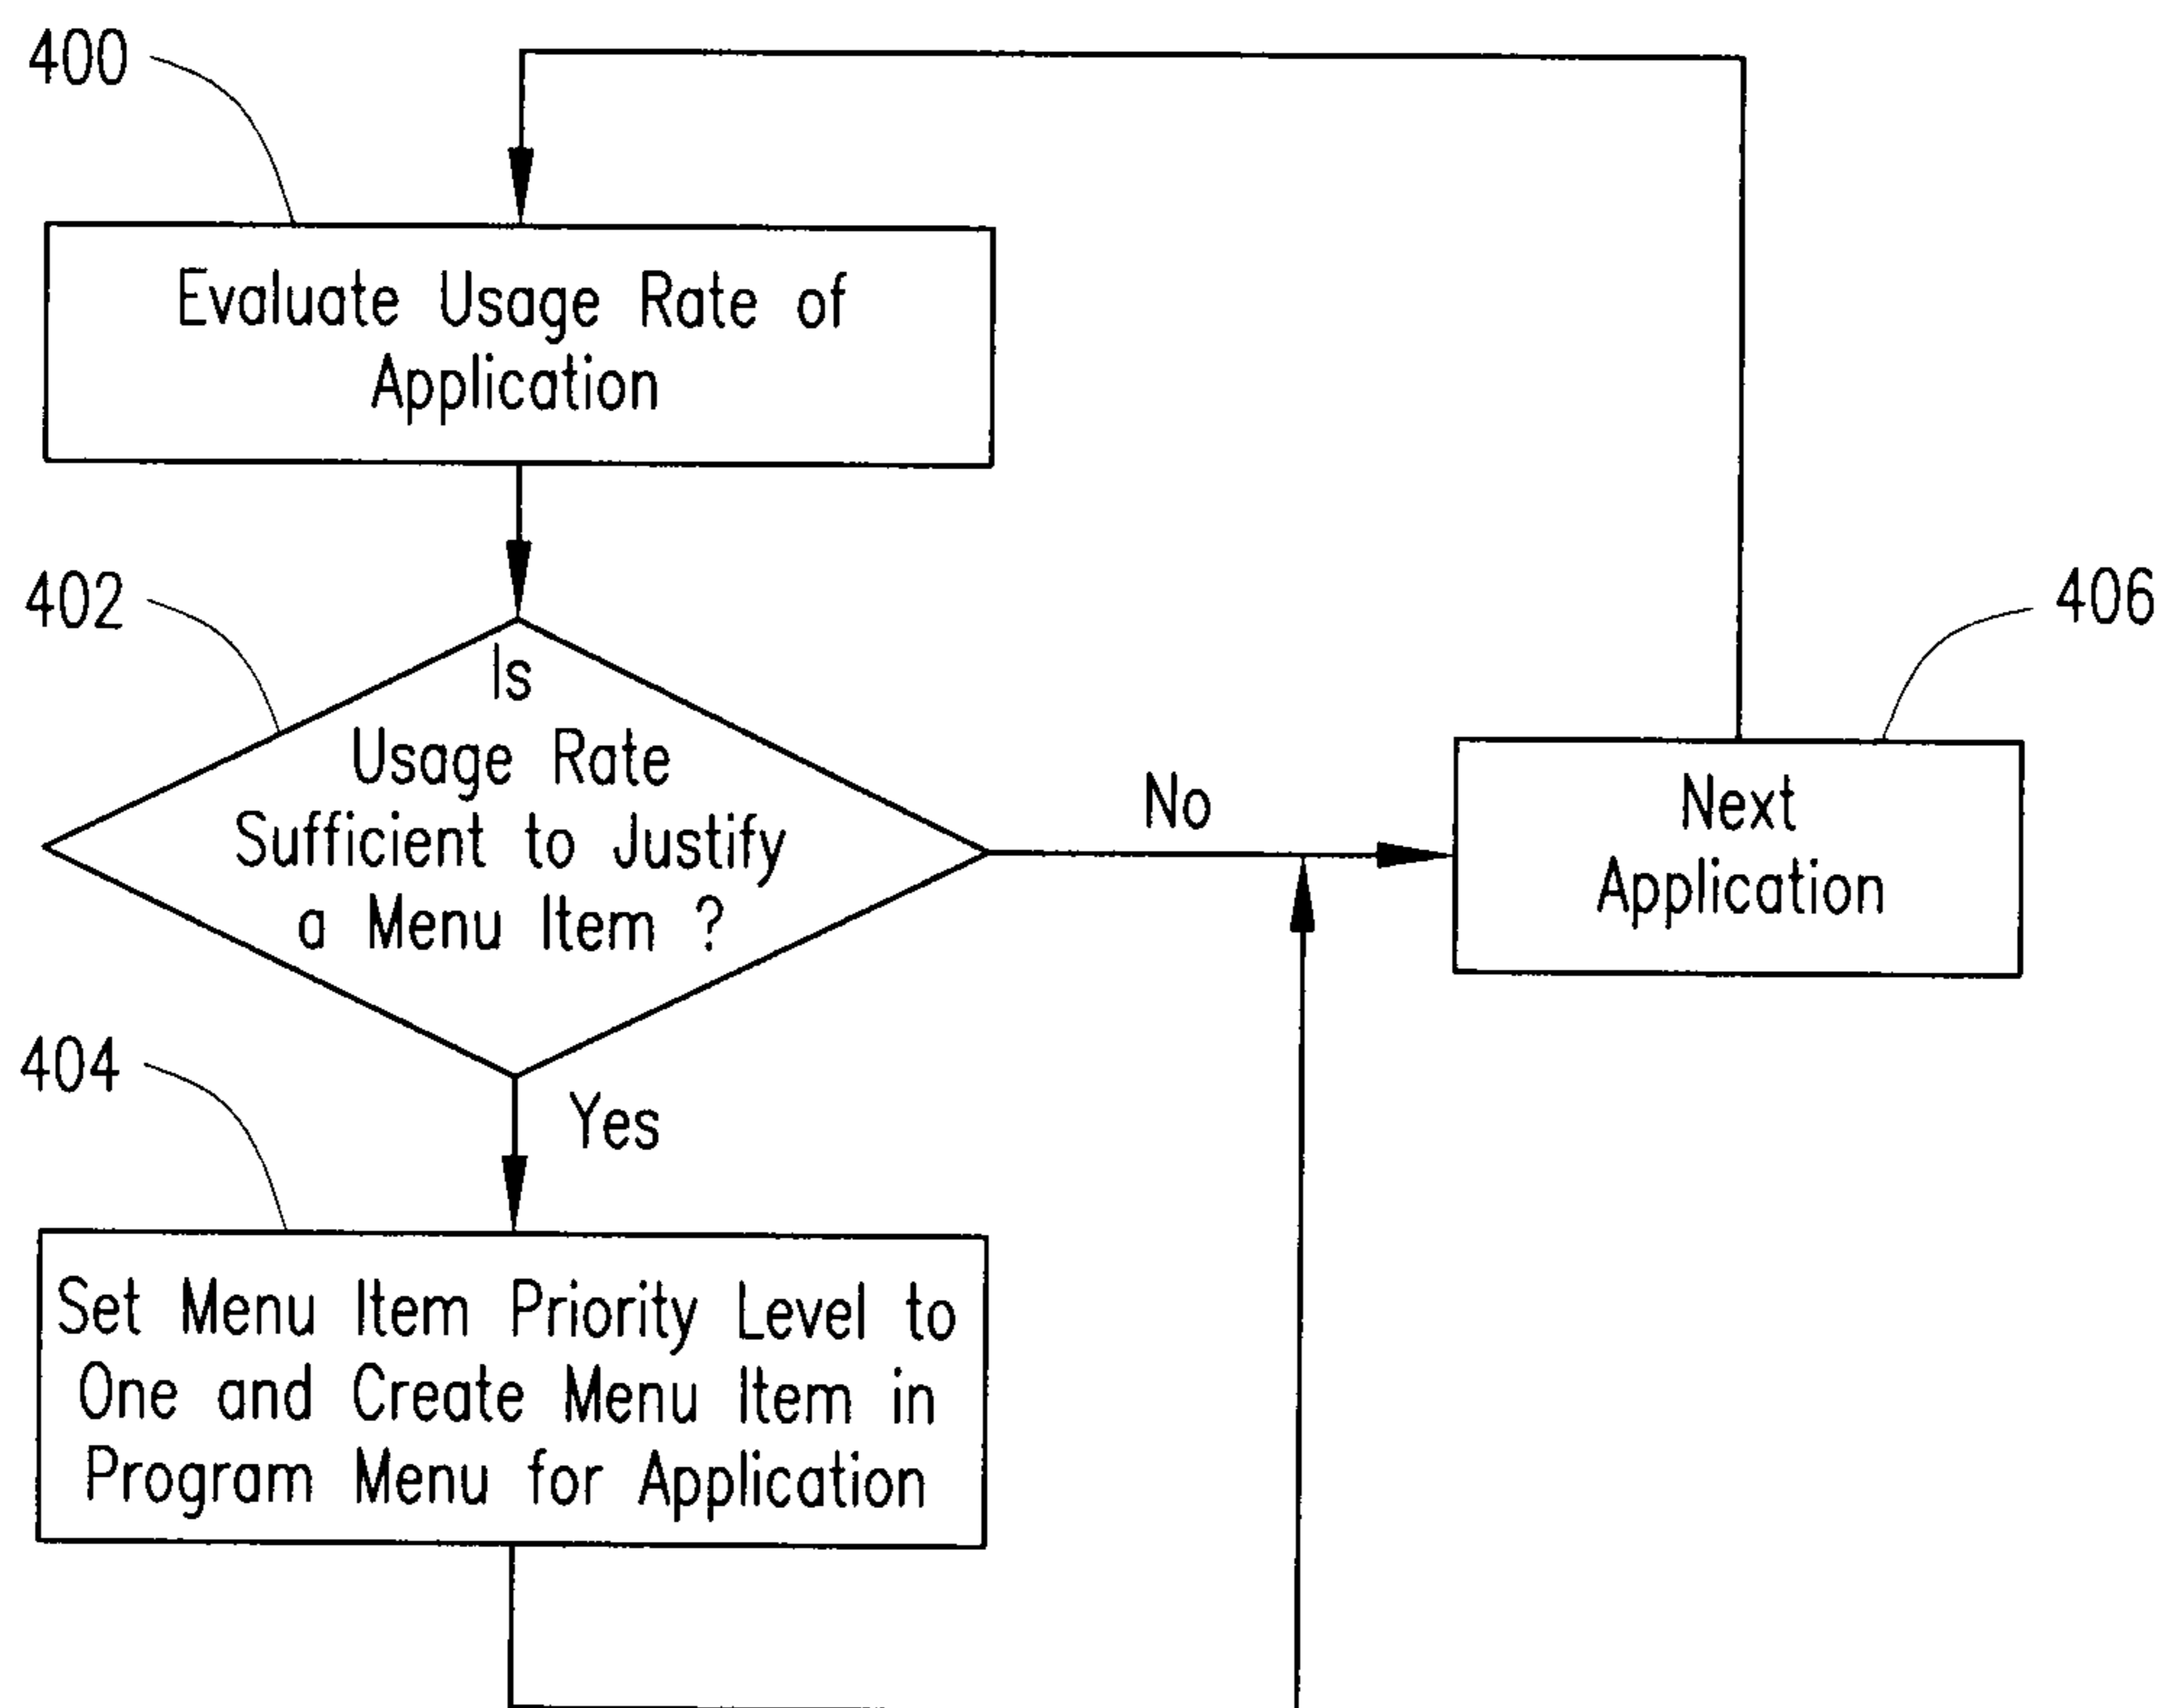 400
Evaluate Usage Rate of
Application
402
Is
Usage Rate
Sufficient to Justify
a Menu Item ?
No
406
Next
Application
404
Yes
Set Menu Item Priority Level to
One and Create Menu Item in
Program Menu for Application